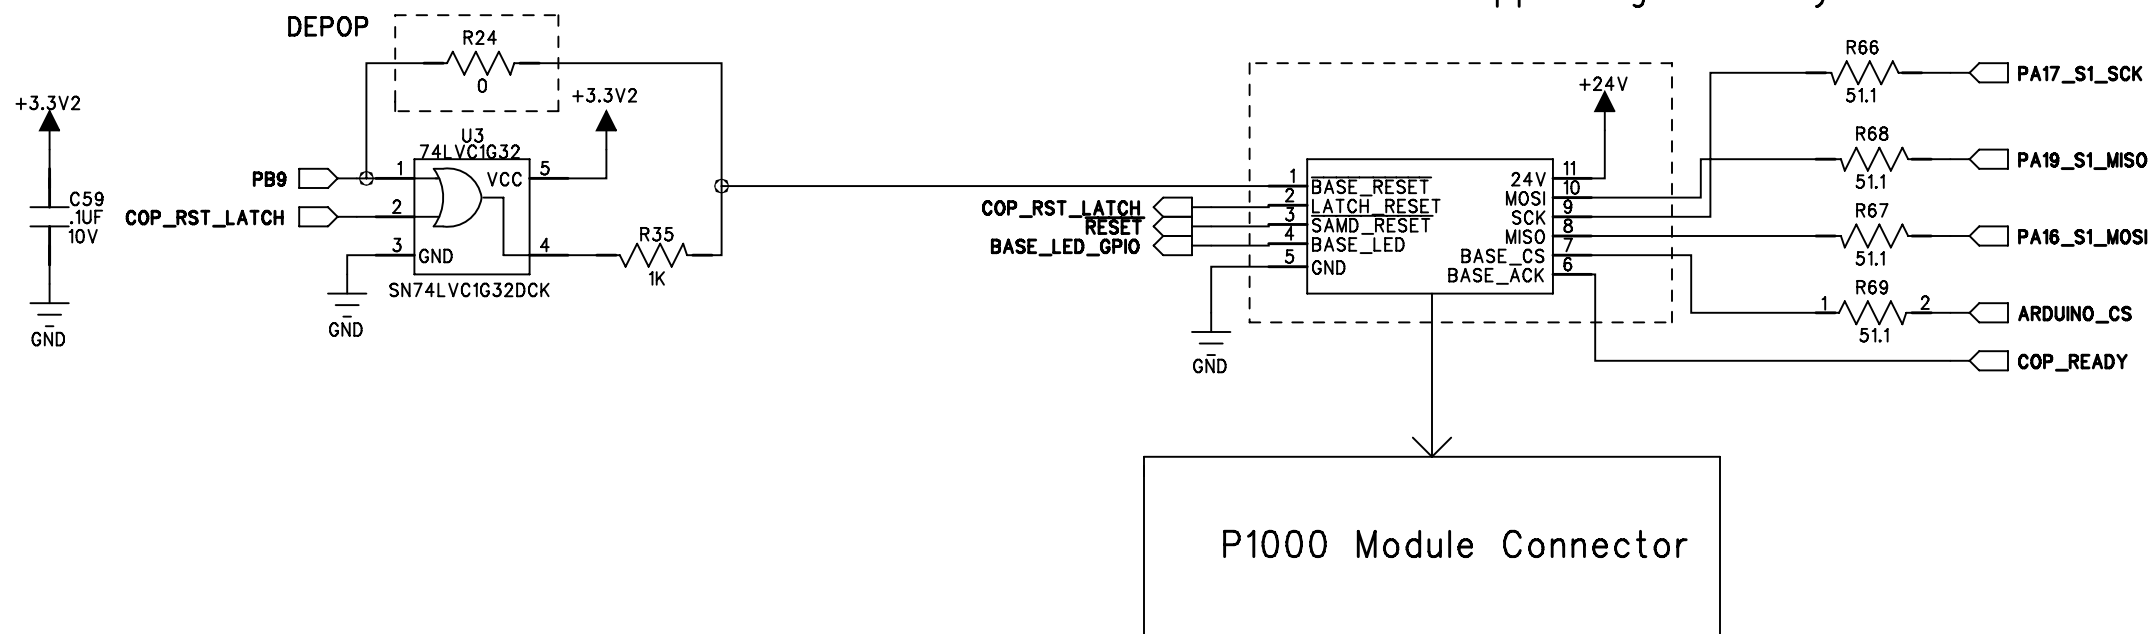 DEPOP
R24
0
+3.3V2
+3.3V2
U3
74LVC1G32
PB9
1
VCC
5
COP_RST_LATCH
2
3
GND
4
SN74LVC1G32DCK
C59
.1UF
10V
GND
GND
R35
1K
+24V
COP_RST_LATCH
RESET
BASE_LED_GPIO
1
BASE_RESET
2
LATCH_RESET
3
SAMD_RESET
4
BASE_LED
5
GND
24V
11
MOSI
10
SCK
9
MISO
8
BASE_CS
7
BASE_ACK
6
GND
R66
51.1
PA17_S1_SCK
R68
51.1
PA19_S1_MISO
R67
51.1
PA16_S1_MOSI
R69
1
2
51.1
ARDUINO_CS
COP_READY
P1000 Module Connector